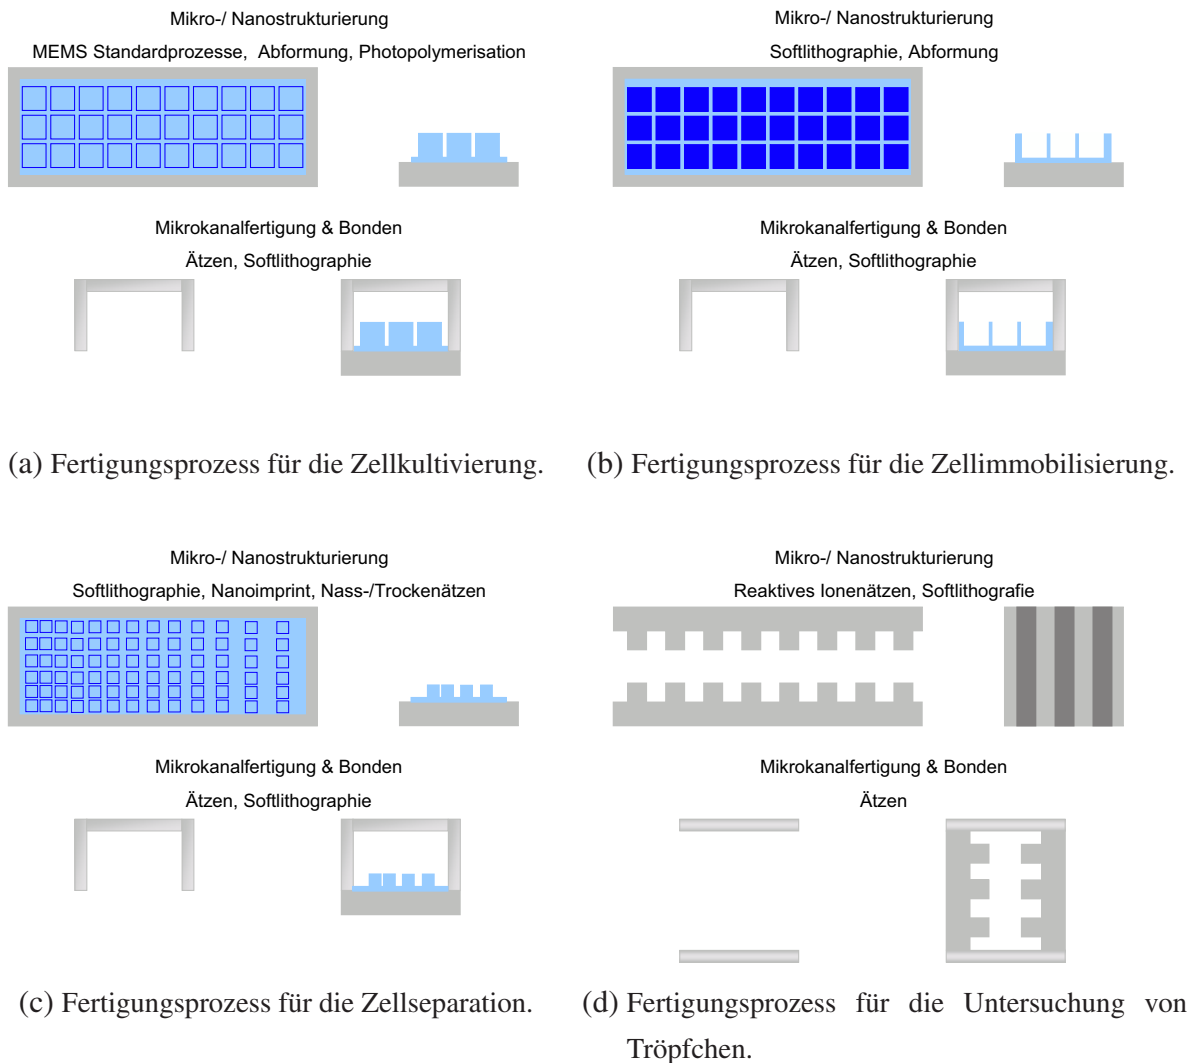 Mikro-/ Nanostrukturierung
MEMS Standardprozesse, Abformung, Photopolymerisation
Mikrokanalfertigung & Bonden
Ätzen, Softlithographie
(a) Fertigungsprozess für die Zellkultivierung.
Mikro-/ Nanostrukturierung
Softlithographie, Abformung
Mikrokanalfertigung & Bonden
Ätzen, Softlithographie
(b) Fertigungsprozess für die Zellimmobilisierung.
Mikro-/ Nanostrukturierung
Softlithographie, Nanoimprint, Nass-/Trockenätzen
Mikrokanalfertigung & Bonden
Ätzen, Softlithographie
(c) Fertigungsprozess für die Zellseparation.
Mikro-/ Nanostrukturierung
Reaktives Ionenätzen, Softlithografie
Mikrokanalfertigung & Bonden
Ätzen
(d) Fertigungsprozess für die Untersuchung von
Tröpfchen.